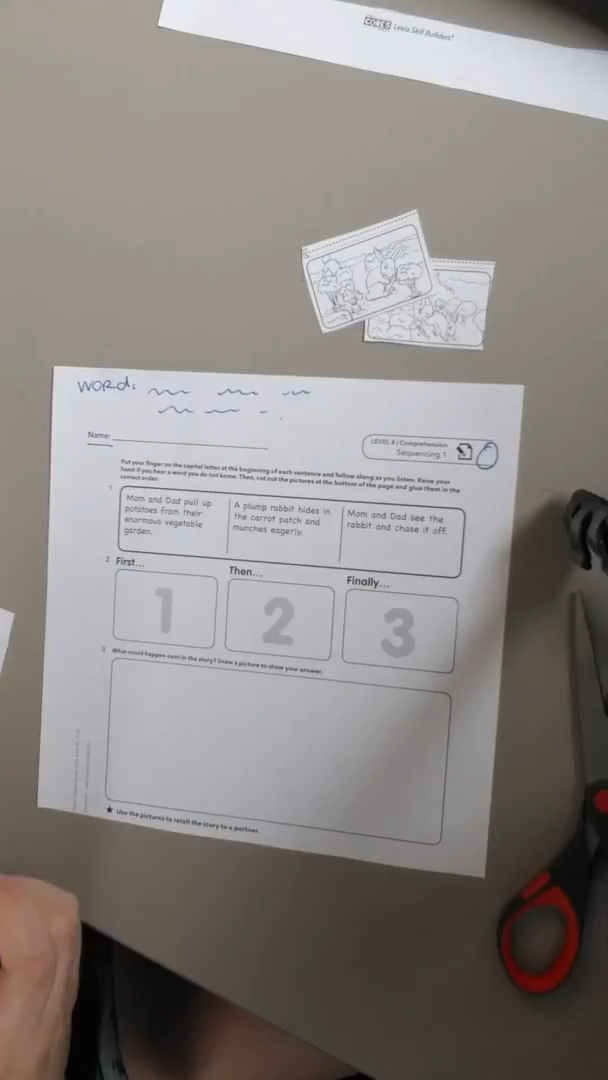 CORE5 Lexia Skill Builders®
WORD:
Name:
LEVEL 4 | Comprehension
Sequencing 1
Put your finger on the capital letter at the beginning of each sentence and follow along as you listen. Raise your
hand if you hear a word you do not know. Then, cut out the pictures at the bottom of the page and glue them in the
correct order.
1
Mom and Dad pull up
potatoes from their
enormous vegetable
garden.
A plump rabbit hides in
the carrot patch and
munches eagerly.
Mom and Dad see the
rabbit and chase it off.
2 First...
Then...
Finally...
1
2
3
3 What could happen next in the story? Draw a picture to show your answer.
★ Use the pictures to retell the story to a partner.